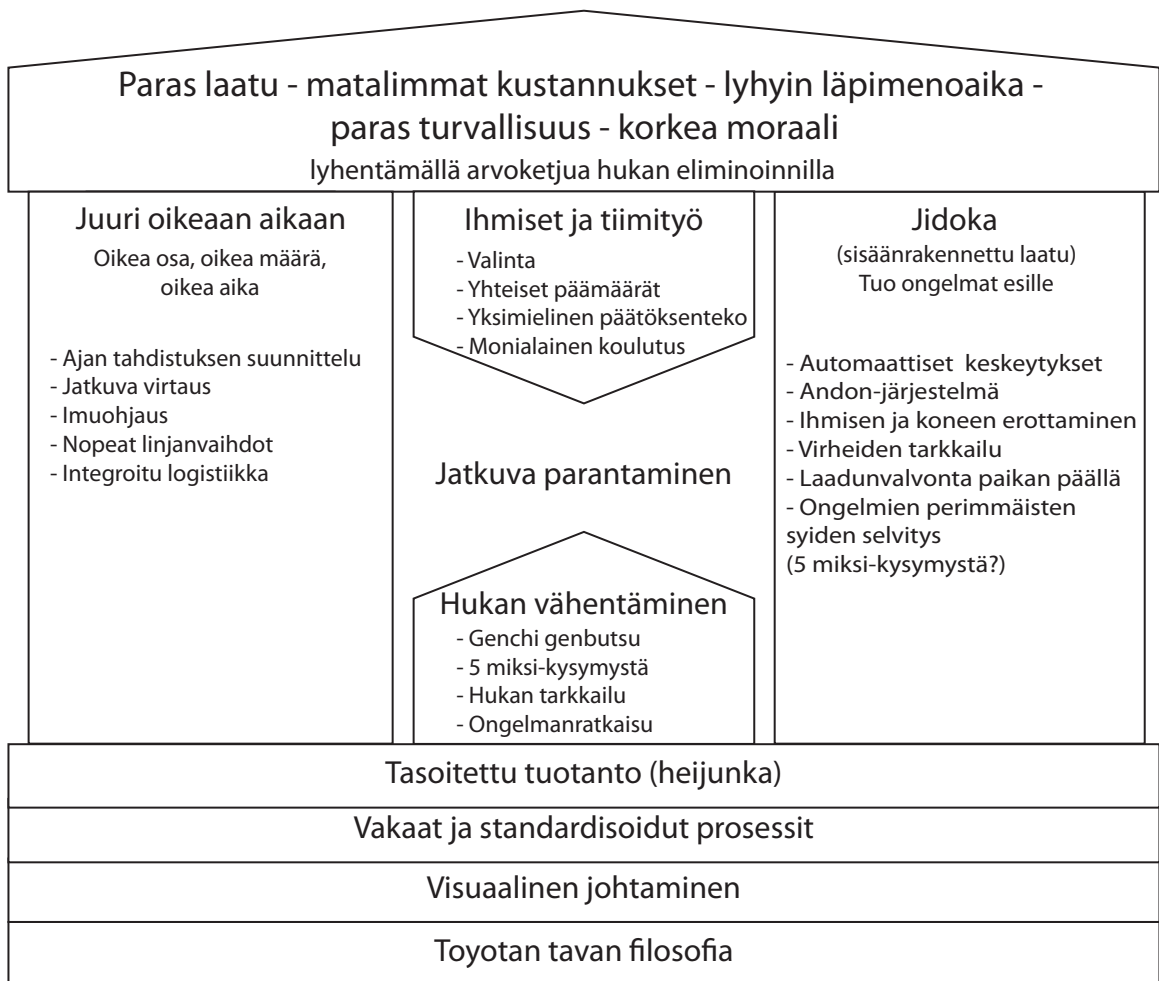 Paras laatu - matalimmat kustannukset - lyhyin läpimenoaika -
paras turvallisuus - korkea moraali
lyhentämällä arvoketjua hukan eliminoinnilla
Juuri oikeaan aikaan
Oikea osa, oikea määrä,
oikea aika
- Ajan tahdistuksen suunnittelu
- Jatkuva virtaus
- Imuohjaus
- Nopeat linjanvaihdot
- Integroitu logistiikka
Ihmiset ja tiimityö
- Valinta
- Yhteiset päämäärät
- Yksimielinen päätöksenteko
- Monialainen koulutus
Jatkuva parantaminen
Hukan vähentäminen
- Genchi genbutsu
- 5 miksi-kysymystä
- Hukan tarkkailu
- Ongelmanratkaisu
Jidoka
(sisäänrakennettu laatu)
Tuo ongelmat esille
- Automaattiset keskeytykset
- Andon-järjestelmä
- Ihmisen ja koneen erottaminen
- Virheiden tarkkailu
- Laadunvalvonta paikan päällä
- Ongelmien perimmäisten
syiden selvitys
(5 miksi-kysymystä?)
Tasoitettu tuotanto (heijunka)
Vakaat ja standardisoidut prosessit
Visuaalinen johtaminen
Toyotan tavan filosofia